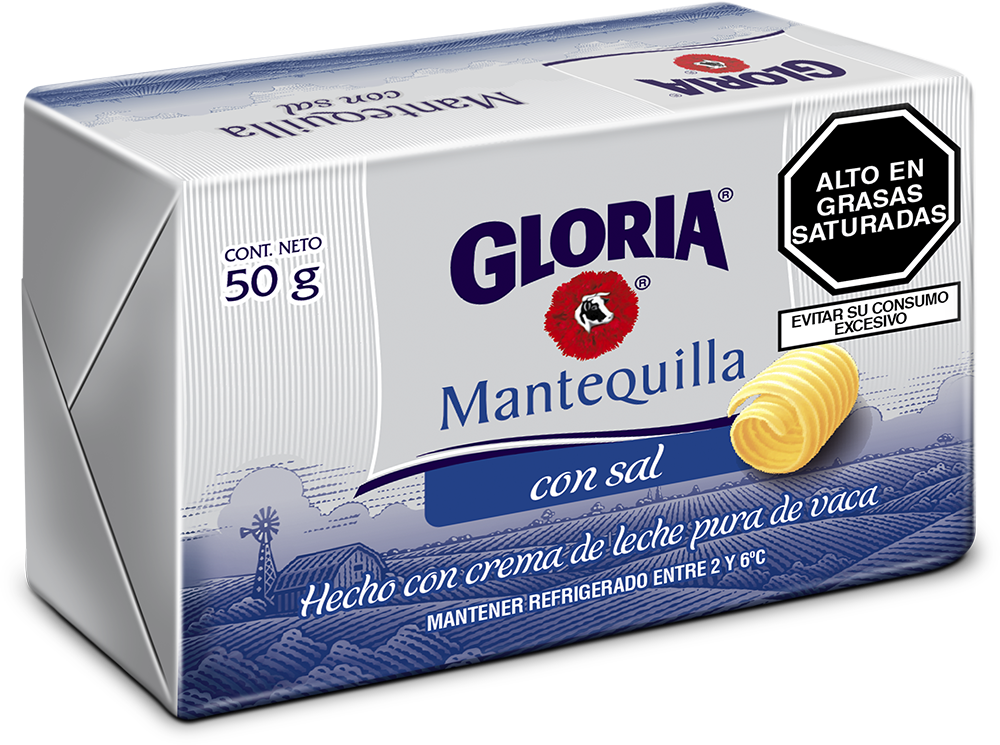 Mantequilla
con sal
GLORIA
CONT. NETO
50 g
GLORIA®
®
Mantequilla
con sal
Hecho con crema de leche pura de vaca
MANTENER REFRIGERADO ENTRE 2 Y 6ºC
ALTO EN
GRASAS
SATURADAS
EVITAR SU CONSUMO
EXCESIVO